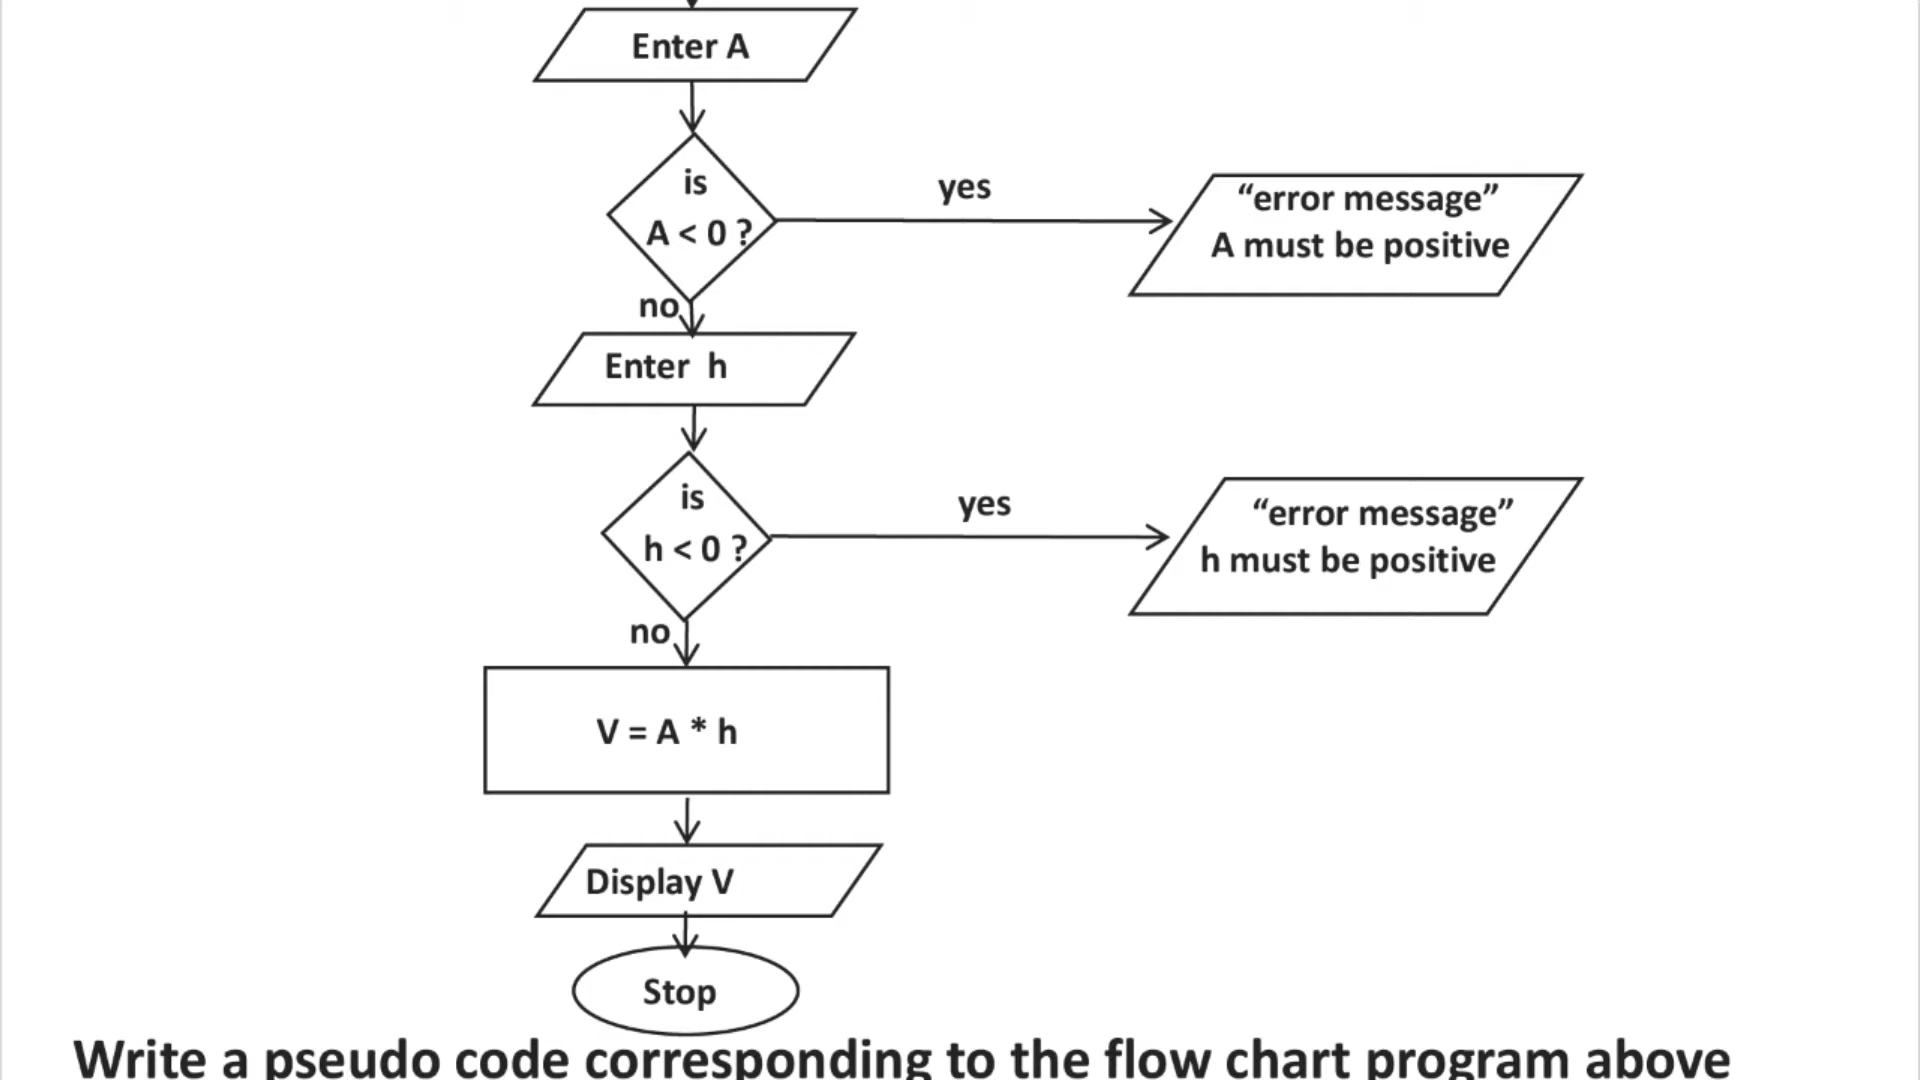 Enter A
is
A < 0 ?
yes
“error message”
A must be positive
no
Enter h
is
h < 0 ?
yes
“error message”
h must be positive
no
V = A * h
Display V
Stop
Write a pseudo code corresponding to the flow chart program above